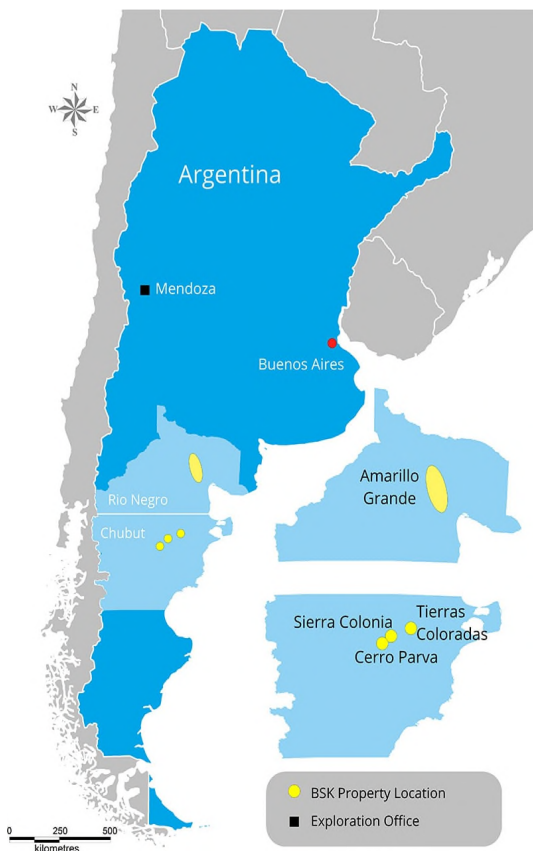 N
W E
S
Argentina
Mendoza
Buenos Aires
Rio Negro
Chubut
Amarillo
Grande
Sierra Colonia
Tierras
Coloradas
Cerro Parva
BSK Property Location
Exploration Office
0 250 500
kilometres